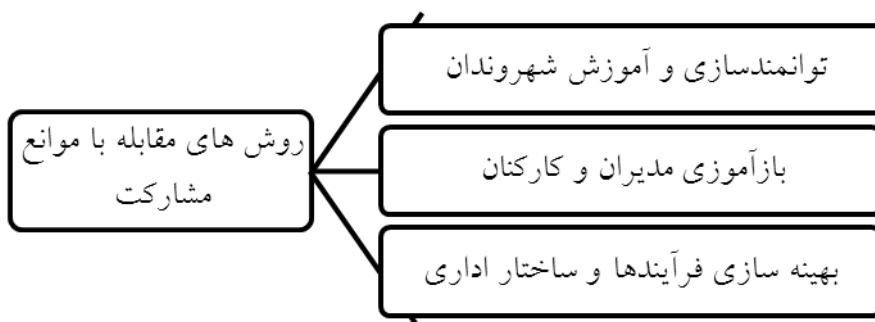 توانمندسازی و آموزش شهروندان
روش های مقابله با موانع
مشارکت
بازآموزی مدیران و کارکنان
بهینه سازی فرآیندها و ساختار اداری